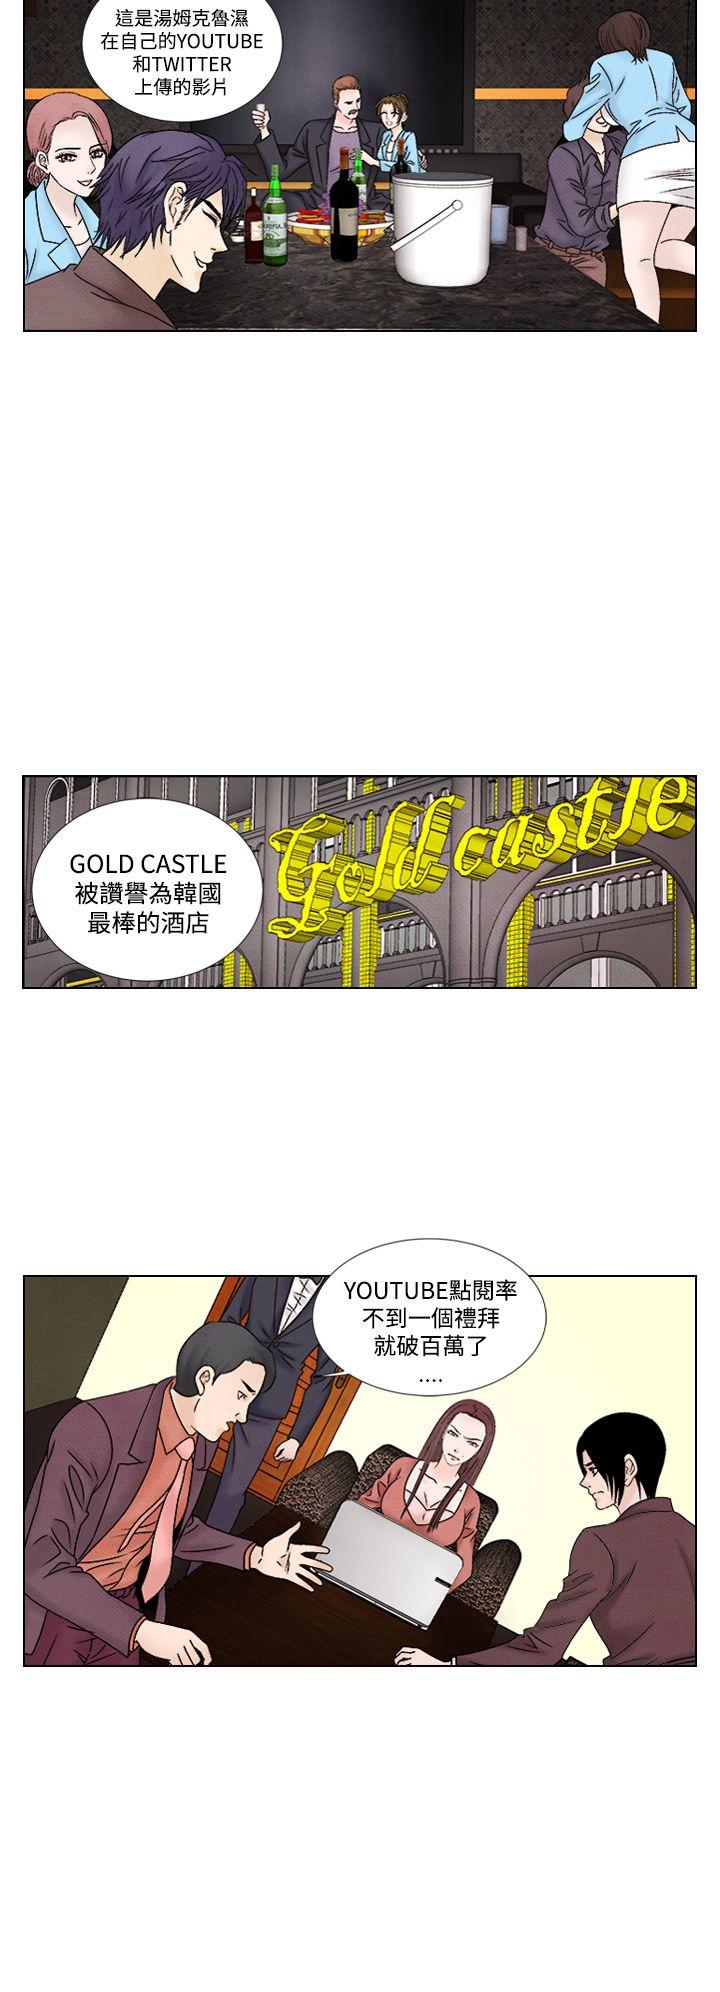 這是湯姆克魯濕
在自己的YOUTUBE
和TWITTER
上傳的影片
Gold castle
GOLD CASTLE
被讚譽為韓國
最棒的酒店
YOUTUBE點閱率
不到一個禮拜
就破百萬了
....